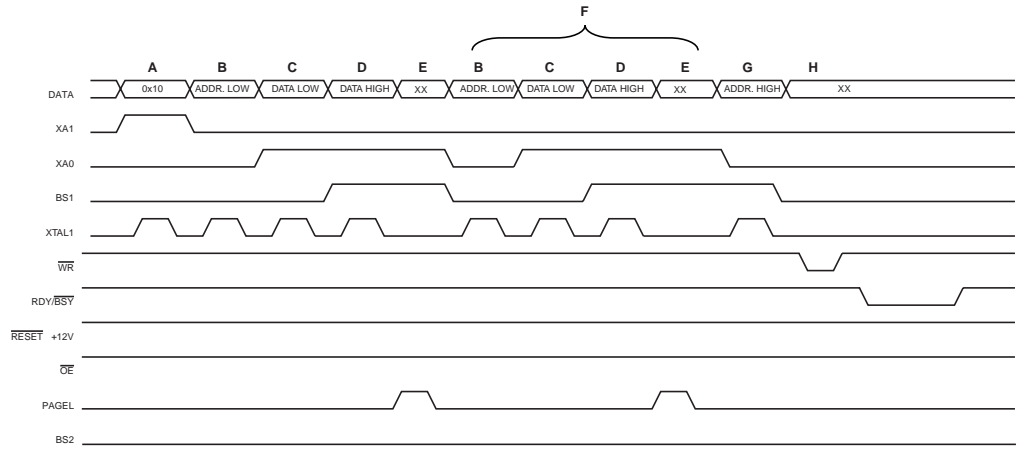 F
A B C D E B C D E G H
DATA 0x10 ADDR. LOW DATA LOW DATA HIGH XX ADDR. LOW DATA LOW DATA HIGH XX ADDR. HIGH XX
XA1
XA0
BS1
XTAL1
WR
RDY/BSY
RESET +12V
OE
PAGEL
BS2